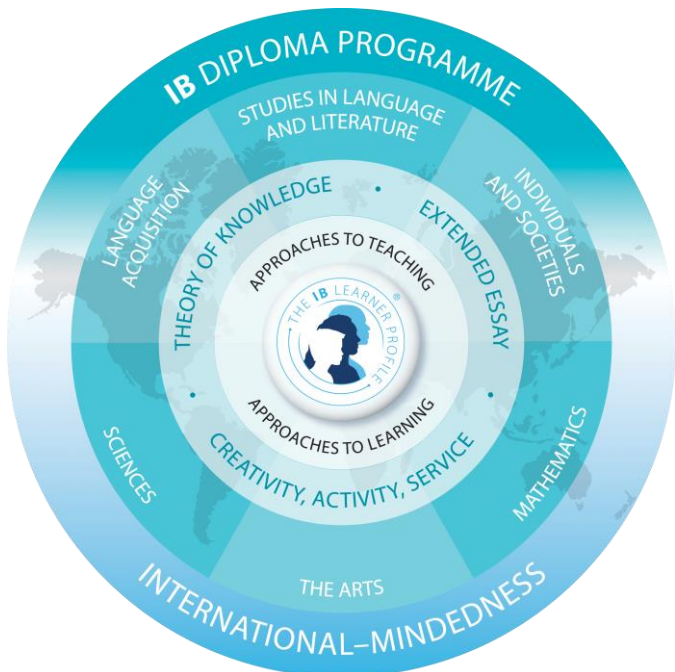 IB DIPLOMA PROGRAMME
STUDIES IN LANGUAGE
AND LITERATURE
LANGUAGE
ACQUISITION
INDIVIDUALS
AND SOCIETIES
THEORY OF KNOWLEDGE
•
EXTENDED ESSAY
APPROACHES TO TEACHING
THE IB LEARNER PROFILE ®
APPROACHES TO LEARNING
•
CREATIVITY, ACTIVITY, SERVICE
•
SCIENCES
MATHEMATICS
THE ARTS
INTERNATIONAL–MINDEDNESS